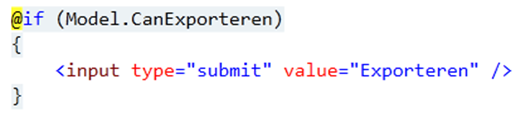 @if (Model.CanExporteren)
{
    <input type="submit" value="Exporteren" />
}